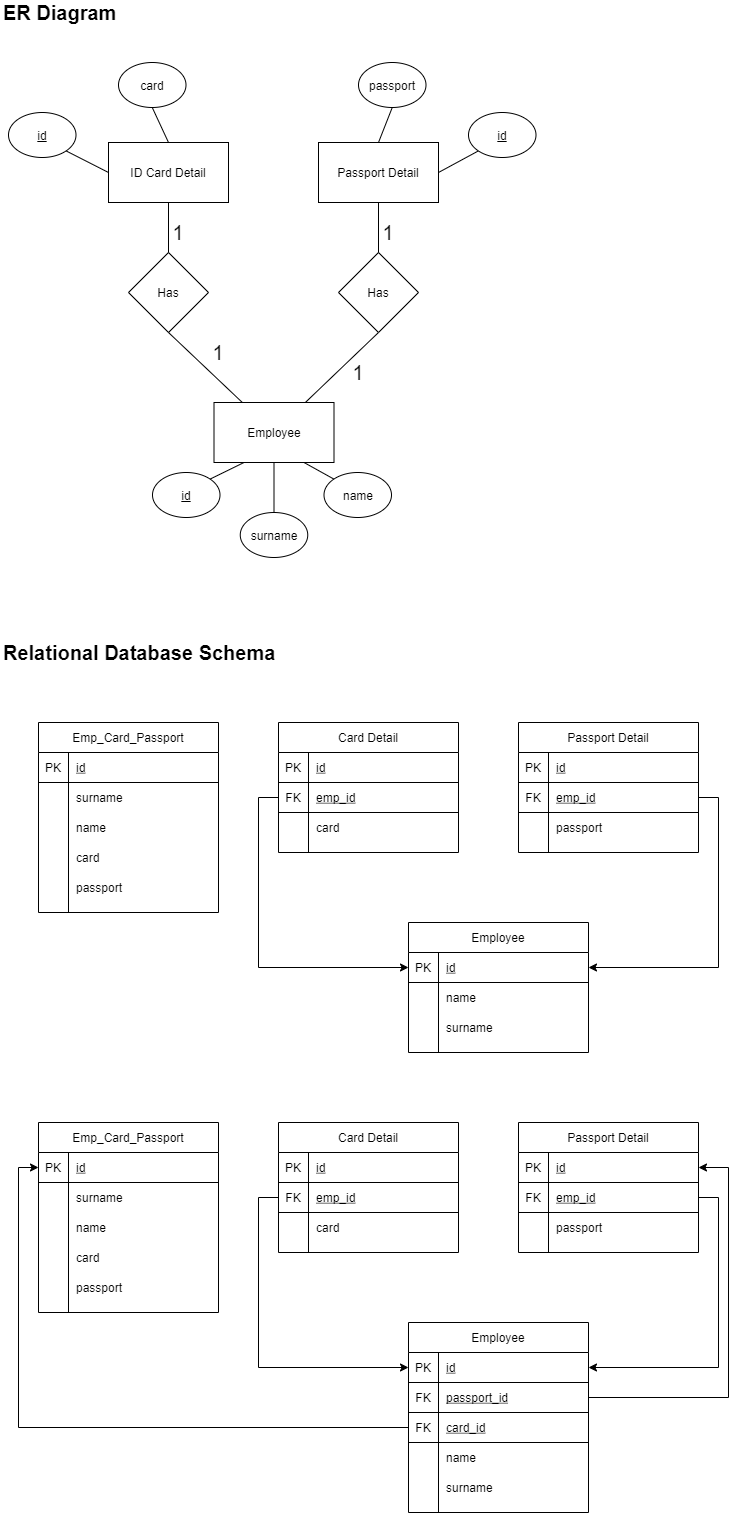 ER Diagram
card
passport
id
id
ID Card Detail
Passport Detail
1
1
Has
Has
1
1
Employee
id
name
surname
Relational Database Schema
Emp_Card_Passport
PK id
surname
name
card
passport
Card Detail
PK id
FK emp_id
card
Passport Detail
PK id
FK emp_id
passport
Employee
PK id
name
surname
Emp_Card_Passport
PK id
surname
name
card
passport
Card Detail
PK id
FK emp_id
card
Passport Detail
PK id
FK emp_id
passport
Employee
PK id
FK passport_id
FK card_id
name
surname